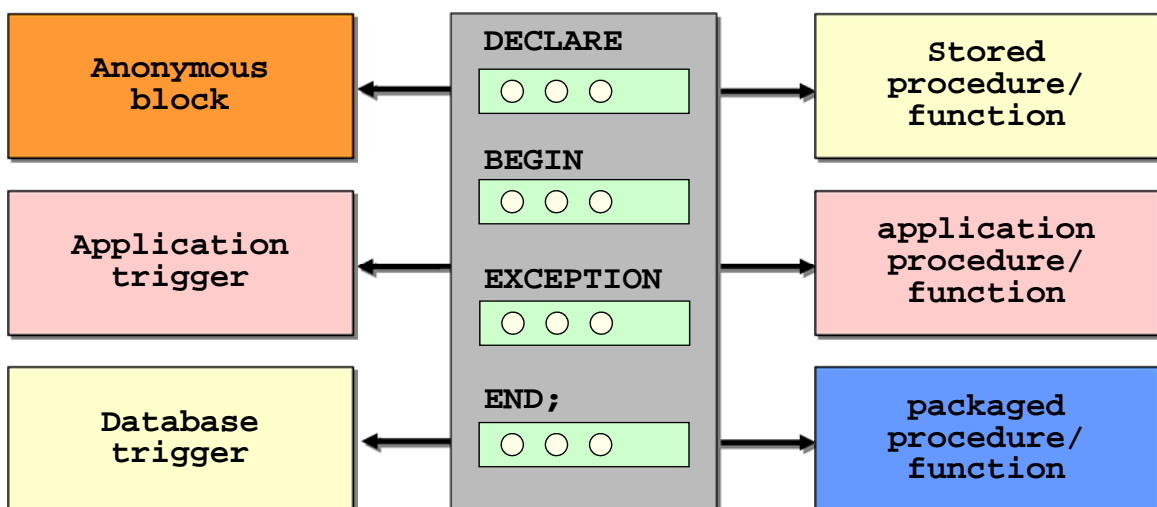 Anonymous
block
Application
trigger
Database
trigger
DECLARE
BEGIN
EXCEPTION
END;
Stored
procedure/
function
application
procedure/
function
packaged
procedure/
function